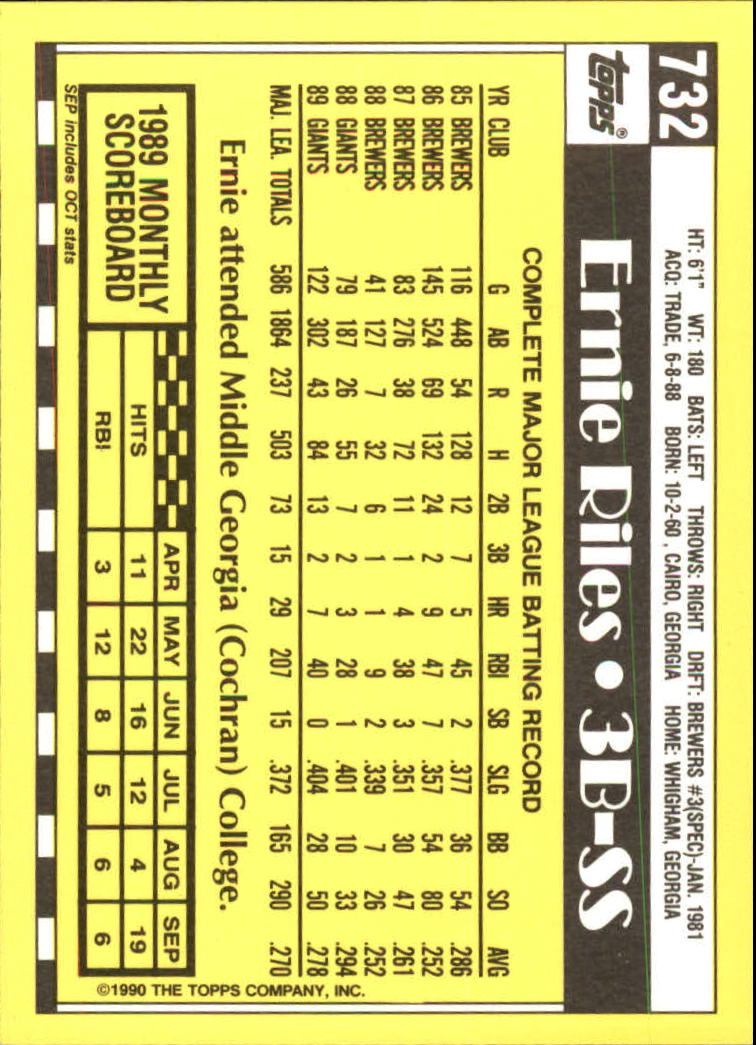 732
HT: 6'1" WT: 180 BATS: LEFT THROWS: RIGHT DRFT: BREWERS #3(SPEC)-JAN. 1981
ACQ: TRADE, 6-8-88 BORN: 10-2-60, CAIRO, GEORGIA HOME: WHIGHAM, GEORGIA
topps®
Ernie Riles • 3B-SS
COMPLETE MAJOR LEAGUE BATTING RECORD
YR CLUB G AB R H 2B 3B HR RBI SB SLG BB SO AVG
85 BREWERS 116 448 54 128 12 7 5 45 2 .377 36 54 .286
86 BREWERS 145 524 69 132 24 2 9 47 7 .357 54 80 .252
87 BREWERS 83 276 38 72 11 1 4 38 3 .351 30 47 .261
88 BREWERS 41 127 7 32 6 1 1 9 2 .339 7 26 .252
88 GIANTS 79 187 26 55 7 2 3 28 1 .401 10 33 .294
89 GIANTS 122 302 43 84 13 2 7 40 0 .404 28 50 .278
MAJ. LEA. TOTALS 586 1864 237 503 73 15 29 207 15 .372 165 290 .270
Ernie attended Middle Georgia (Cochran) College.
1989 MONTHLY
SCOREBOARD
APR MAY JUN JUL AUG SEP
HITS 11 22 16 12 4 19
RBI 3 12 8 5 6 6
SEP includes OCT stats
©1990 THE TOPPS COMPANY, INC.